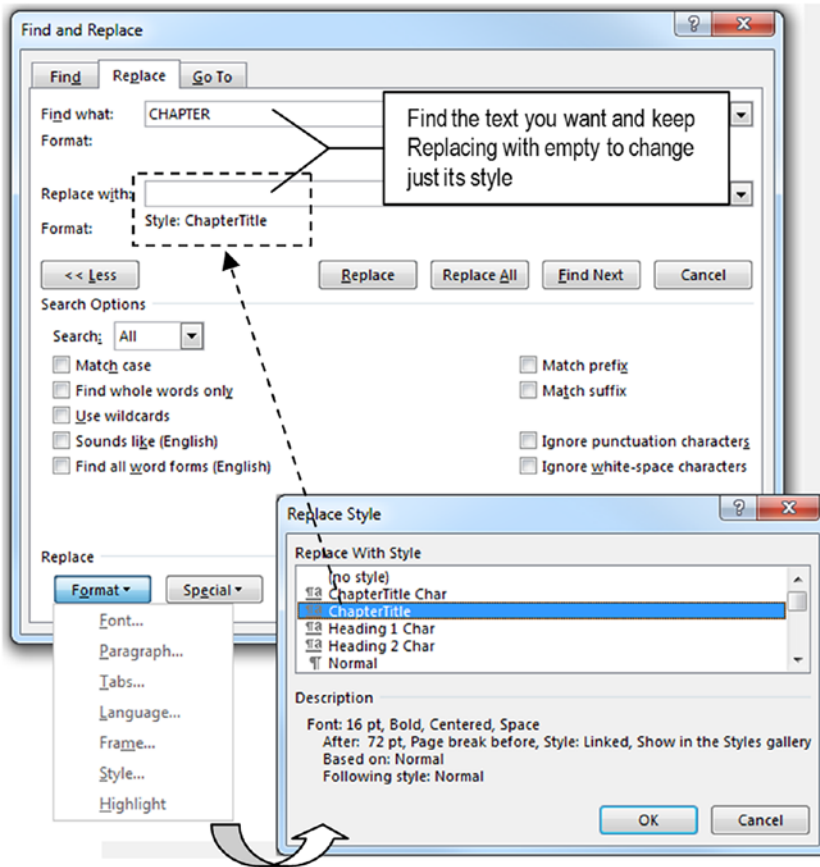 Find and Replace
Find Replace Go To
Find what: CHAPTER
Format:
Find the text you want and keep
Replacing with empty to change
just its style
Replace with:
Format: Style: ChapterTitle
<< Less Replace Replace All Find Next Cancel
Search Options
Search: All
Match case Match prefix
Find whole words only Match suffix
Use wildcards
Sounds like (English) Ignore punctuation characters
Find all word forms (English) Ignore white-space characters
Replace
Format Special
Font...
Paragraph...
Tabs...
Language...
Frame...
Style...
Highlight
Replace Style
Replace With Style
(no style)
ChapterTitle Char
ChapterTitle
Heading 1 Char
Heading 2 Char
Normal
Description
Font: 16 pt, Bold, Centered, Space
After: 72 pt, Page break before, Style: Linked, Show in the Styles gallery
Based on: Normal
Following style: Normal
OK Cancel